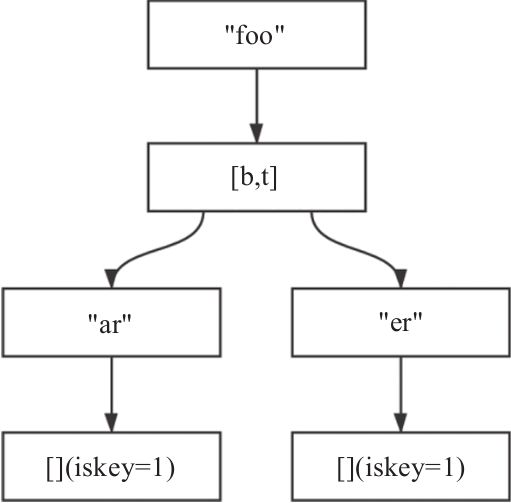 "foo"
[b,t]
"ar"
"er"
[](iskey=1)
[](iskey=1)